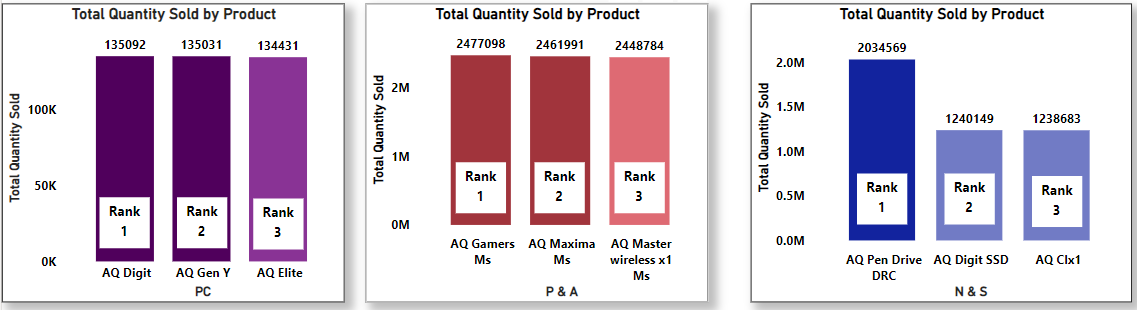 Total Quantity Sold by Product
135092 135031 134431
Total Quantity Sold
100K
50K
0K
Rank 1
Rank 2
Rank 3
AQ Digit AQ Gen Y AQ Elite
PC
Total Quantity Sold by Product
2477098 2461991 2448784
Total Quantity Sold
2M
1M
0M
Rank 1
Rank 2
Rank 3
AQ Gamers Ms
AQ Maxima Ms
AQ Master wireless x1 Ms
P & A
Total Quantity Sold by Product
2034569
1240149 1238683
Total Quantity Sold
2.0M
1.5M
1.0M
0.5M
0.0M
Rank 1
Rank 2
Rank 3
AQ Pen Drive DRC
AQ Digit SSD
AQ Clx1
N & S